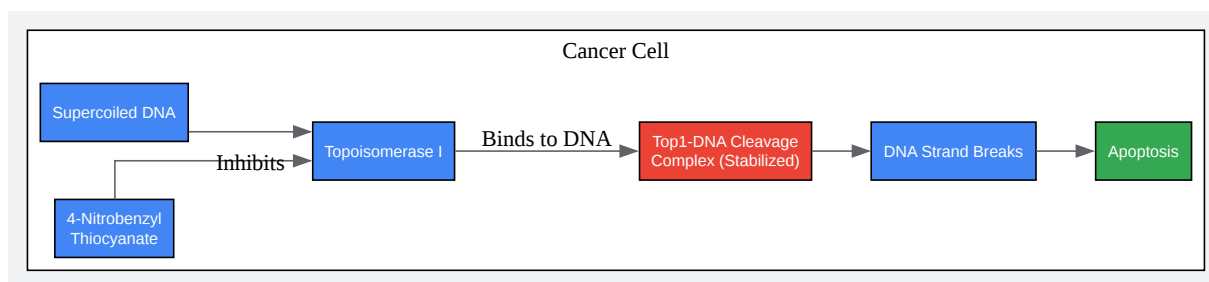 Cancer Cell
Supercoiled DNA
Inhibits
4-Nitrobenzyl
Thiocyanate
Topoisomerase I
Binds to DNA
Top1-DNA Cleavage
Complex (Stabilized)
DNA Strand Breaks
Apoptosis